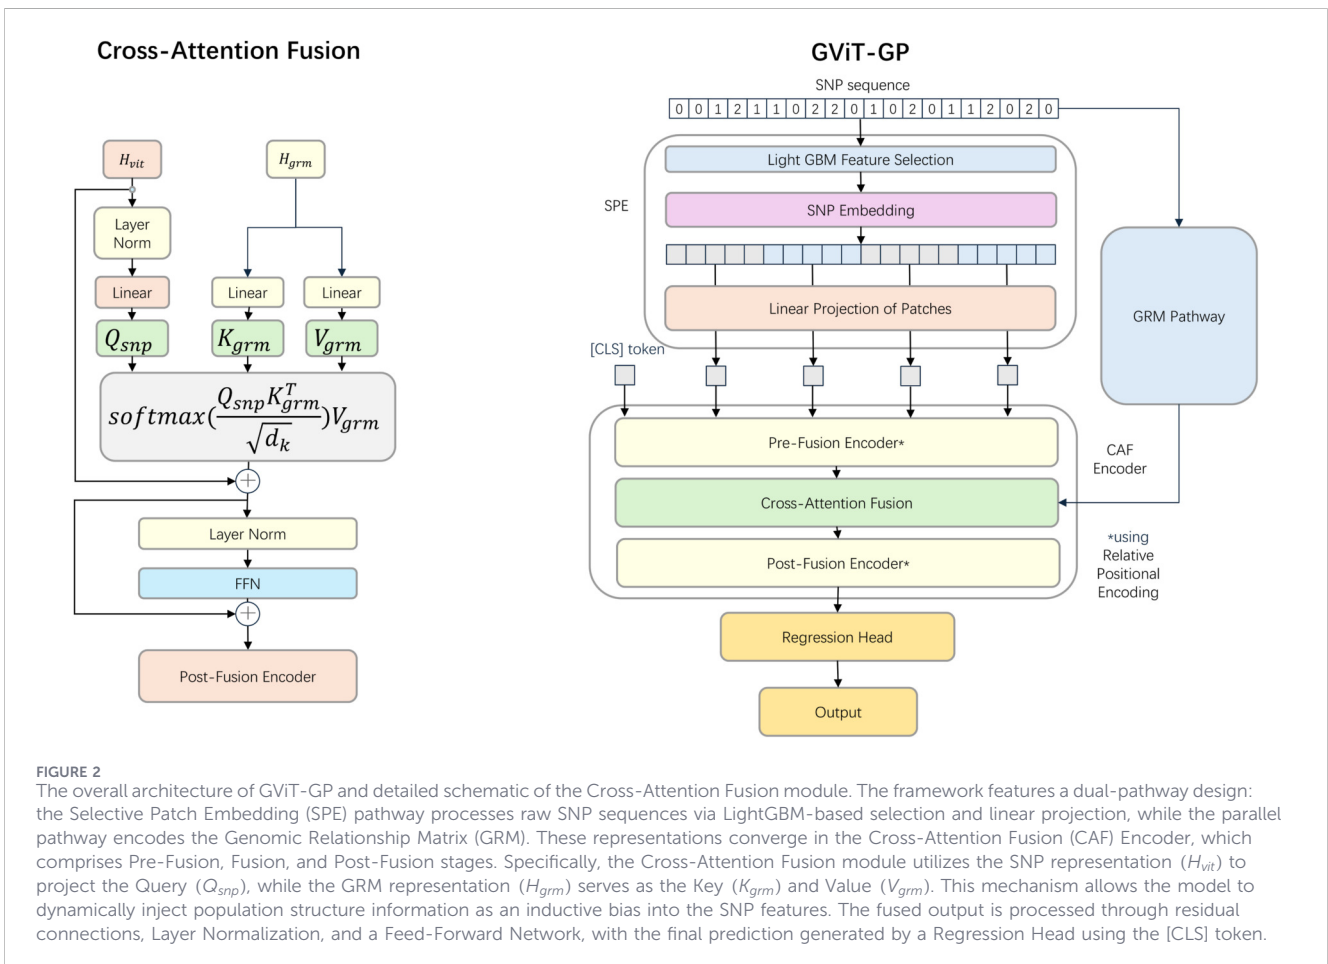 Cross-Attention Fusion
H_vit
H_grm
Layer
Norm
Linear
Linear
Linear
Q_snp
K_grm
V_grm
softmax(Q_snp K_grm^T / √d_k)V_grm
Layer Norm
FFN
Post-Fusion Encoder
GViT-GP
SNP sequence
0 0 1 2 1 1 0 2 2 0 1 0 2 0 1 1 2 0 2 0
Light GBM Feature Selection
SPE
SNP Embedding
Linear Projection of Patches
GRM Pathway
[CLS] token
Pre-Fusion Encoder*
CAF
Encoder
Cross-Attention Fusion
*using
Relative
Positional
Encoding
Post-Fusion Encoder*
Regression Head
Output
FIGURE 2
The overall architecture of GViT-GP and detailed schematic of the Cross-Attention Fusion module. The framework features a dual-pathway design:
the Selective Patch Embedding (SPE) pathway processes raw SNP sequences via LightGBM-based selection and linear projection, while the parallel
pathway encodes the Genomic Relationship Matrix (GRM). These representations converge in the Cross-Attention Fusion (CAF) Encoder, which
comprises Pre-Fusion, Fusion, and Post-Fusion stages. Specifically, the Cross-Attention Fusion module utilizes the SNP representation (H_vit) to
project the Query (Q_snp), while the GRM representation (H_grm) serves as the Key (K_grm) and Value (V_grm). This mechanism allows the model to
dynamically inject population structure information as an inductive bias into the SNP features. The fused output is processed through residual
connections, Layer Normalization, and a Feed-Forward Network, with the final prediction generated by a Regression Head using the [CLS] token.